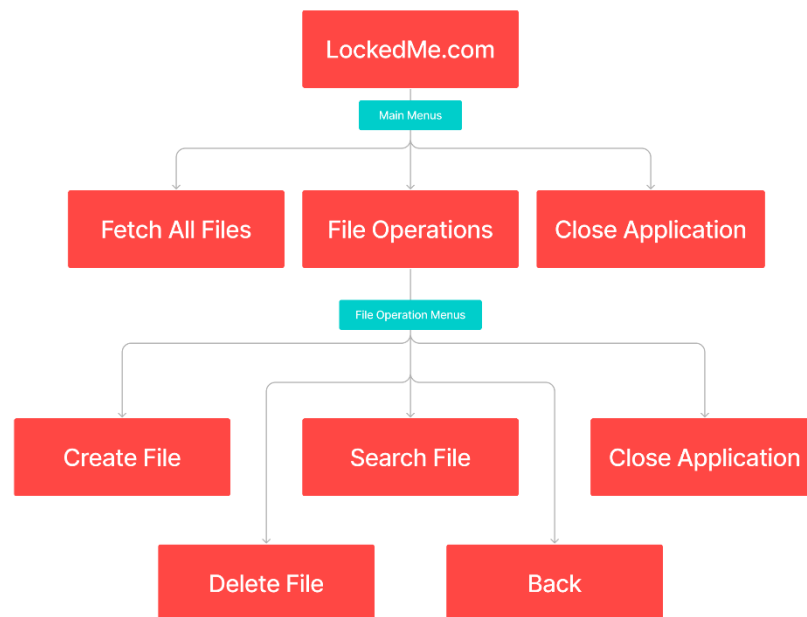 LockedMe.com
Main Menus
Fetch All Files
File Operations
Close Application
File Operation Menus
Create File
Search File
Close Application
Delete File
Back